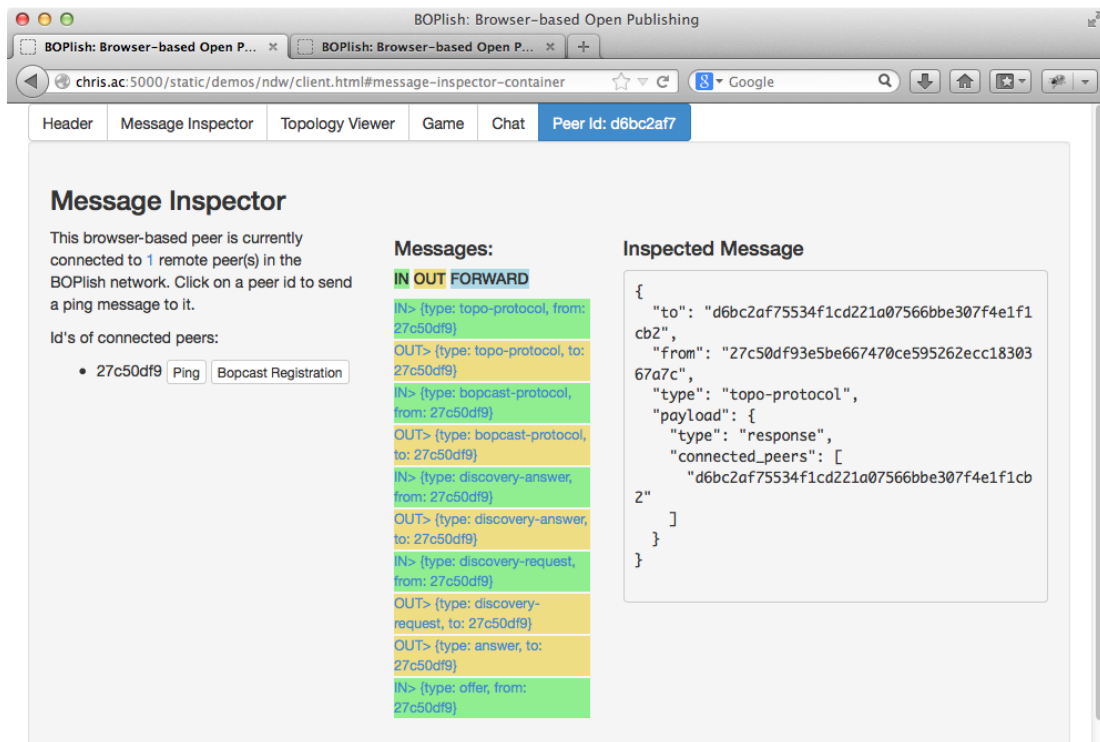 BOPlish: Browser-based Open Publishing
BOPlish: Browser-based Open P... × BOPlish: Browser-based Open P... × +
chris.ac:5000/static/demos/ndw/client.html#message-inspector-container Google
Header Message Inspector Topology Viewer Game Chat Peer Id: d6bc2af7
Message Inspector
This browser-based peer is currently
connected to 1 remote peer(s) in the
BOPlish network. Click on a peer id to send
a ping message to it.
Id's of connected peers:
• 27c50df9 Ping Bopcast Registration
Messages:
IN OUT FORWARD
IN> {type: topo-protocol, from:
27c50df9}
OUT> {type: topo-protocol, to:
27c50df9}
IN> {type: bopcast-protocol,
from: 27c50df9}
OUT> {type: bopcast-protocol,
to: 27c50df9}
IN> {type: discovery-answer,
from: 27c50df9}
OUT> {type: discovery-answer,
to: 27c50df9}
IN> {type: discovery-request,
from: 27c50df9}
OUT> {type: discovery-
request, to: 27c50df9}
OUT> {type: answer, to:
27c50df9}
IN> {type: offer, from:
27c50df9}
Inspected Message
{
"to": "d6bc2af75534f1cd221a07566bbe307f4e1f1
cb2",
"from": "27c50df93e5be667470ce595262ecc18303
67a7c",
"type": "topo-protocol",
"payload": {
"type": "response",
"connected_peers": [
"d6bc2af75534f1cd221a07566bbe307f4e1f1cb
2"
]
}
}